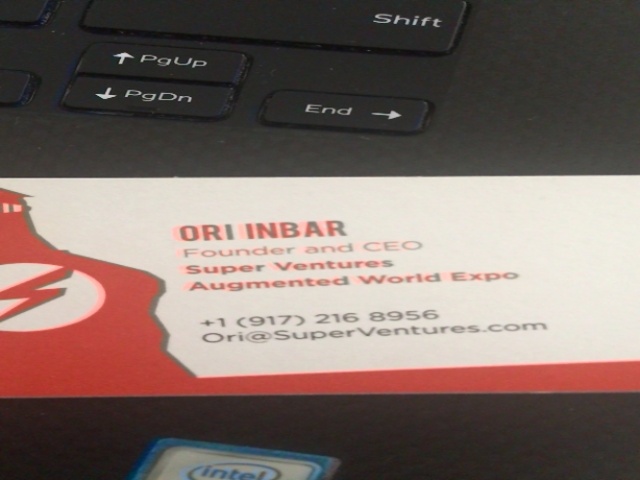 Shift
↑ PgUp
↓ PgDn
End →
ORI INBAR
Founder and CEO
Super Ventures
Augmented World Expo
+1 (917) 216 8956
Ori@SuperVentures.com
intel